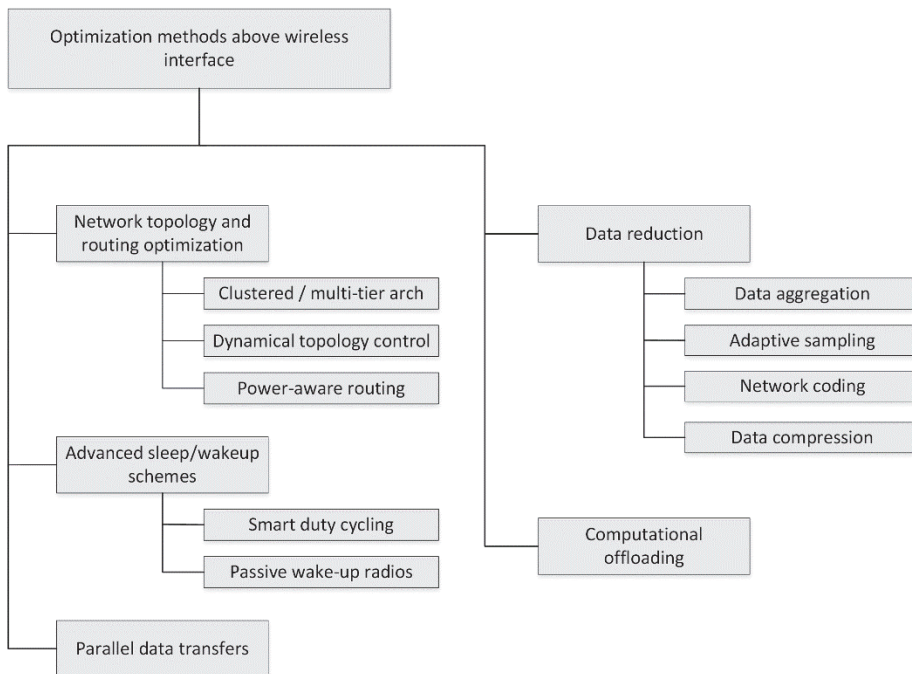 Optimization methods above wireless
interface
Network topology and
routing optimization
Clustered / multi-tier arch
Dynamical topology control
Power-aware routing
Advanced sleep/wakeup
schemes
Smart duty cycling
Passive wake-up radios
Parallel data transfers
Data reduction
Data aggregation
Adaptive sampling
Network coding
Data compression
Computational
offloading